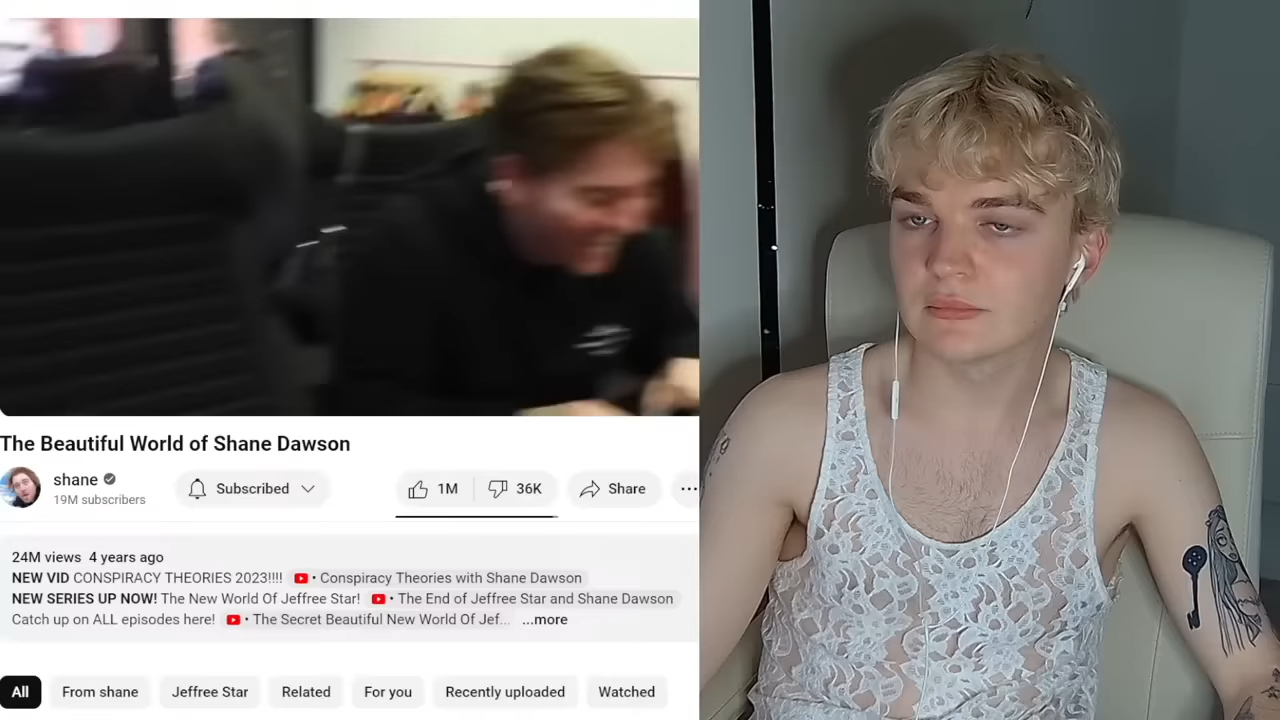 The Beautiful World of Shane Dawson
shane
19M subscribers
Subscribed
1M
36K
Share
...
24M views 4 years ago
NEW VID CONSPIRACY THEORIES 2023!!!! • Conspiracy Theories with Shane Dawson
NEW SERIES UP NOW! The New World Of Jeffree Star! • The End of Jeffree Star and Shane Dawson
Catch up on ALL episodes here! • The Secret Beautiful New World Of Jef... ...more
All
From shane
Jeffree Star
Related
For you
Recently uploaded
Watched